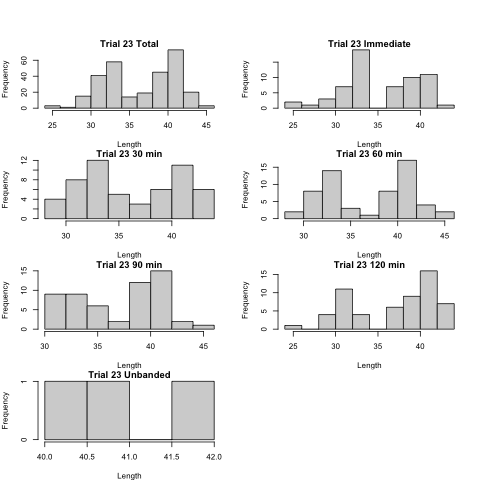 Trial 23 Total
Frequency
0 20 40 60
25 30 35 40 45
Length
Trial 23 Immediate
Frequency
0 5 10
25 30 35 40
Length
Trial 23 30 min
Frequency
0 4 8 12
30 35 40
Length
Trial 23 60 min
Frequency
0 5 10 15
30 35 40 45
Length
Trial 23 90 min
Frequency
0 5 10 15
30 35 40 45
Length
Trial 23 120 min
Frequency
0 5 10 15
25 30 35 40
Length
Trial 23 Unbanded
Frequency
0 1
40.0 40.5 41.0 41.5 42.0
Length